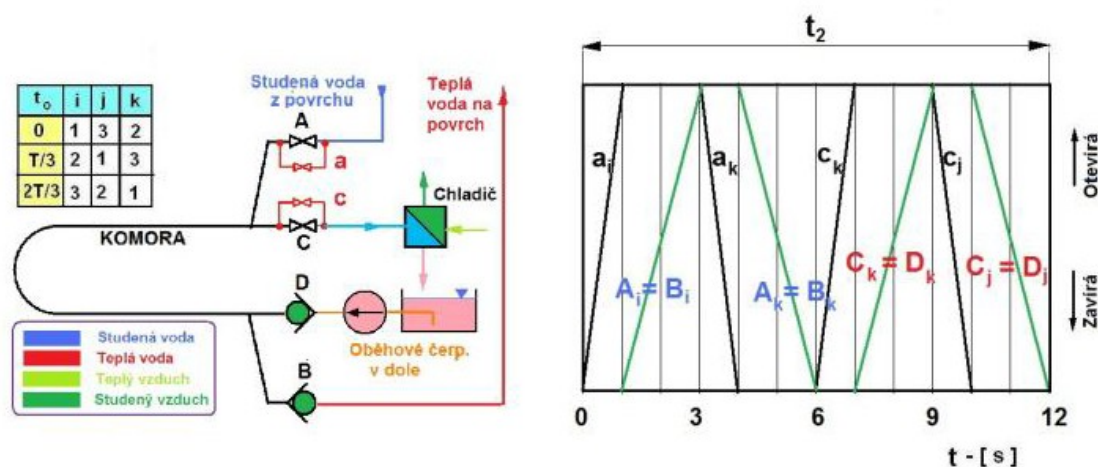 Studená voda
z povrchu
Teplá
voda na
povrch
t₀ i j k
0 1 3 2
T/3 2 1 3
2T/3 3 2 1
A
a
c
C
Chladič
KOMORA
D
Oběhové čerp.
v dole
B
Studená voda
Teplá voda
Teplý vzduch
Studený vzduch
t₂
aᵢ
aₖ
cₖ
cⱼ
Aᵢ = Bᵢ
Aₖ = Bₖ
Cₖ = Dₖ
Cⱼ = Dⱼ
Otevírá
Zavírá
0 3 6 9 12
t - [ s ]